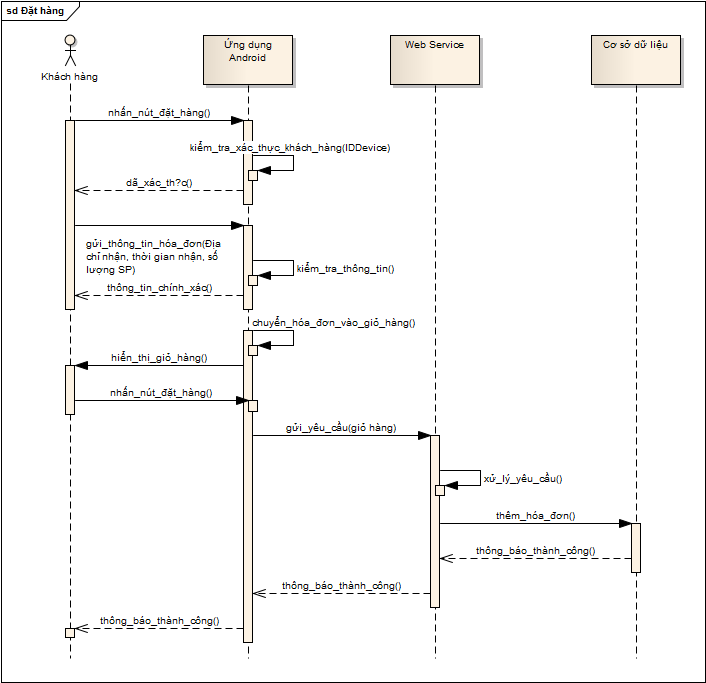 sd Đặt hàng
Khách hàng
Ứng dụng
Android
Web Service
Cơ sở dữ liệu
nhấn_nút_đặt_hàng()
kiểm_tra_xác_thực_khách_hàng(IDDevice)
dã_xác_th?c()
gửi_thông_tin_hóa_đơn(Địa
chỉ nhận, thời gian nhận, số
lượng SP)
kiểm_tra_thông_tin()
thông_tin_chính_xác()
chuyển_hóa_đơn_vào_giỏ_hàng()
hiển_thị_giỏ_hàng()
nhấn_nút_đặt_hàng()
gửi_yêu_cầu(giỏ hàng)
xử_lý_yêu_cầu()
thêm_hóa_đơn()
thông_báo_thành_công()
thông_báo_thành_công()
thông_báo_thành_công()